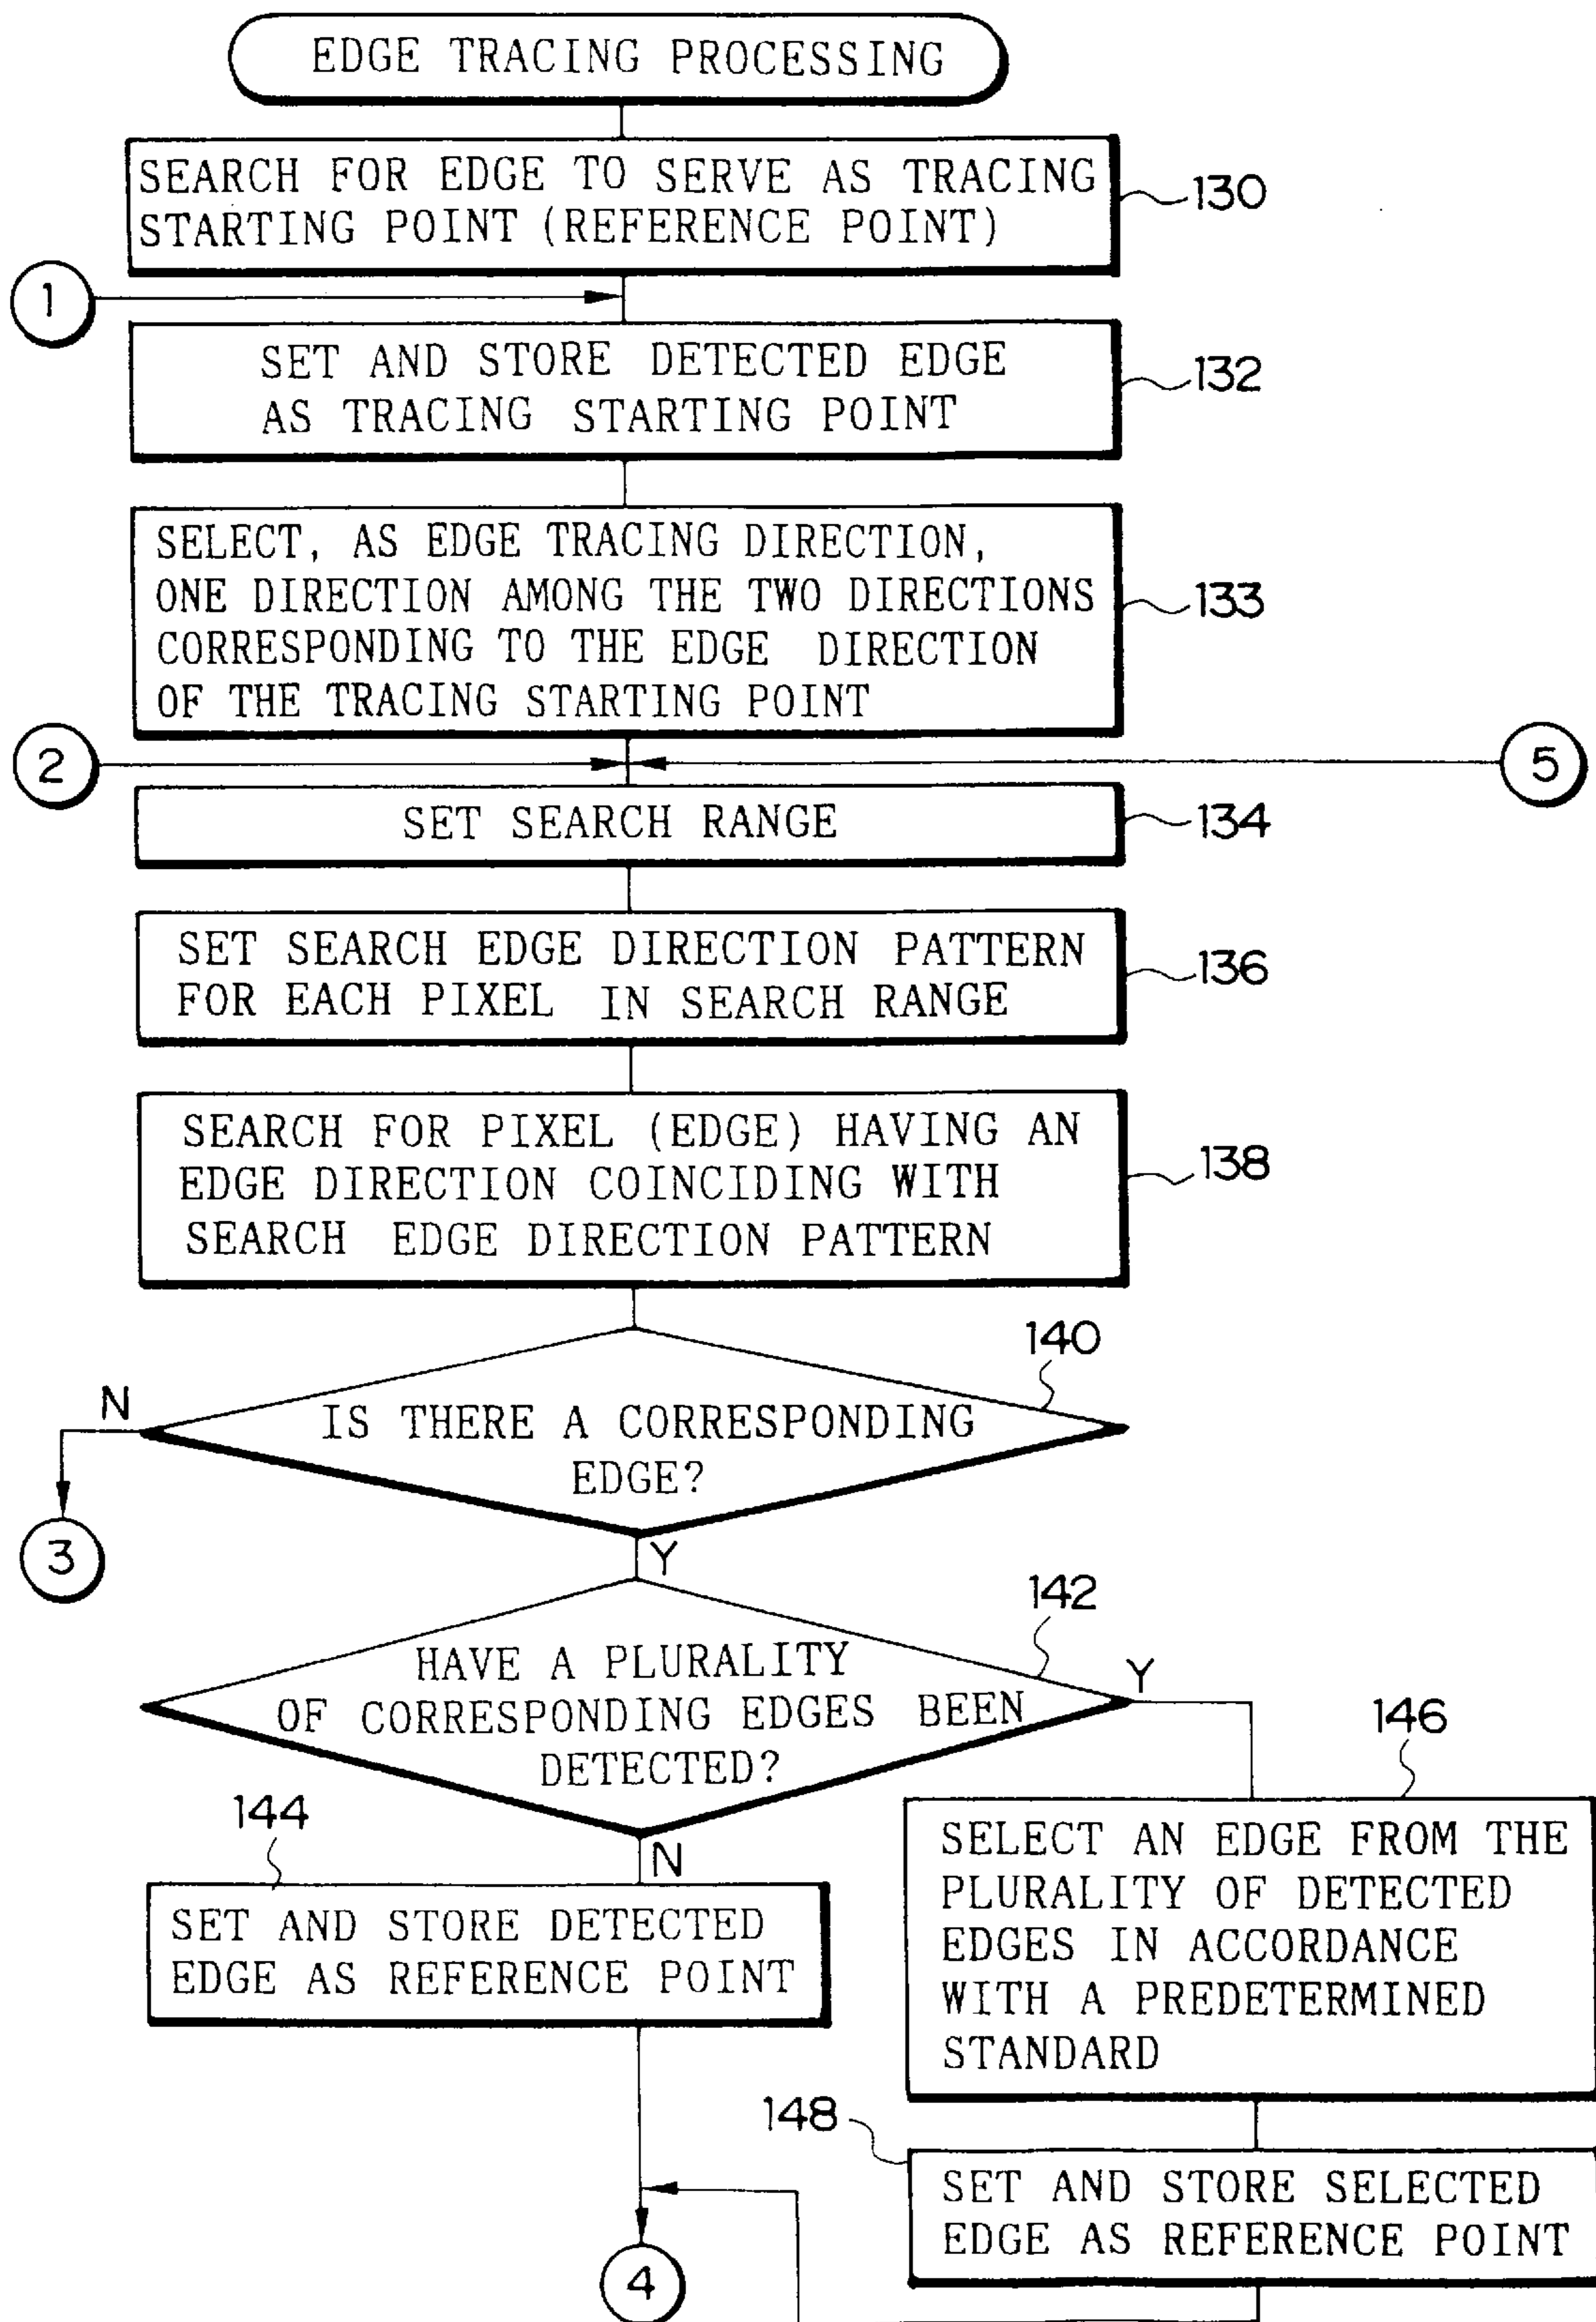 EDGE TRACING PROCESSING
SEARCH FOR EDGE TO SERVE AS TRACING
STARTING POINT (REFERENCE POINT)
130
1
SET AND STORE DETECTED EDGE
AS TRACING STARTING POINT
132
SELECT, AS EDGE TRACING DIRECTION,
ONE DIRECTION AMONG THE TWO DIRECTIONS
CORRESPONDING TO THE EDGE DIRECTION
OF THE TRACING STARTING POINT
133
2
5
SET SEARCH RANGE
134
SET SEARCH EDGE DIRECTION PATTERN
FOR EACH PIXEL IN SEARCH RANGE
136
SEARCH FOR PIXEL (EDGE) HAVING AN
EDGE DIRECTION COINCIDING WITH
SEARCH EDGE DIRECTION PATTERN
138
140
N
IS THERE A CORRESPONDING
EDGE?
3
Y
142
HAVE A PLURALITY
OF CORRESPONDING EDGES BEEN
DETECTED?
Y
146
144
N
SET AND STORE DETECTED
EDGE AS REFERENCE POINT
SELECT AN EDGE FROM THE
PLURALITY OF DETECTED
EDGES IN ACCORDANCE
WITH A PREDETERMINED
STANDARD
148
SET AND STORE SELECTED
EDGE AS REFERENCE POINT
4